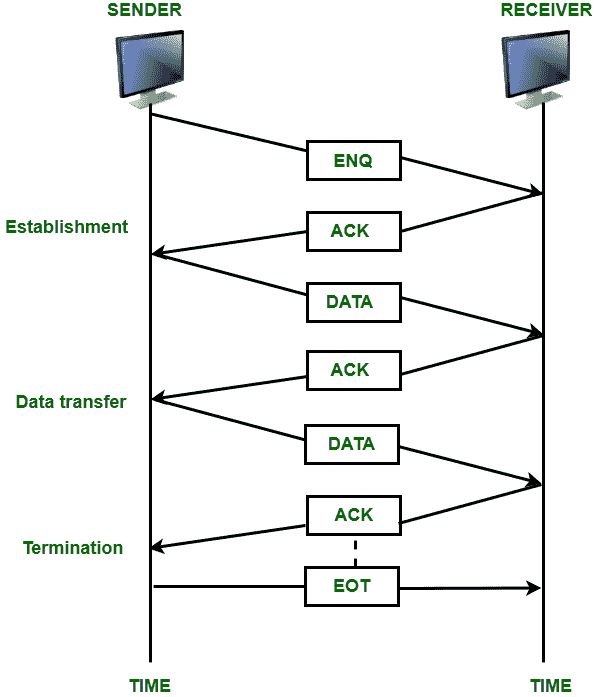 SENDER
RECEIVER
ENQ
Establishment
ACK
DATA
ACK
Data transfer
DATA
ACK
Termination
EOT
TIME
TIME